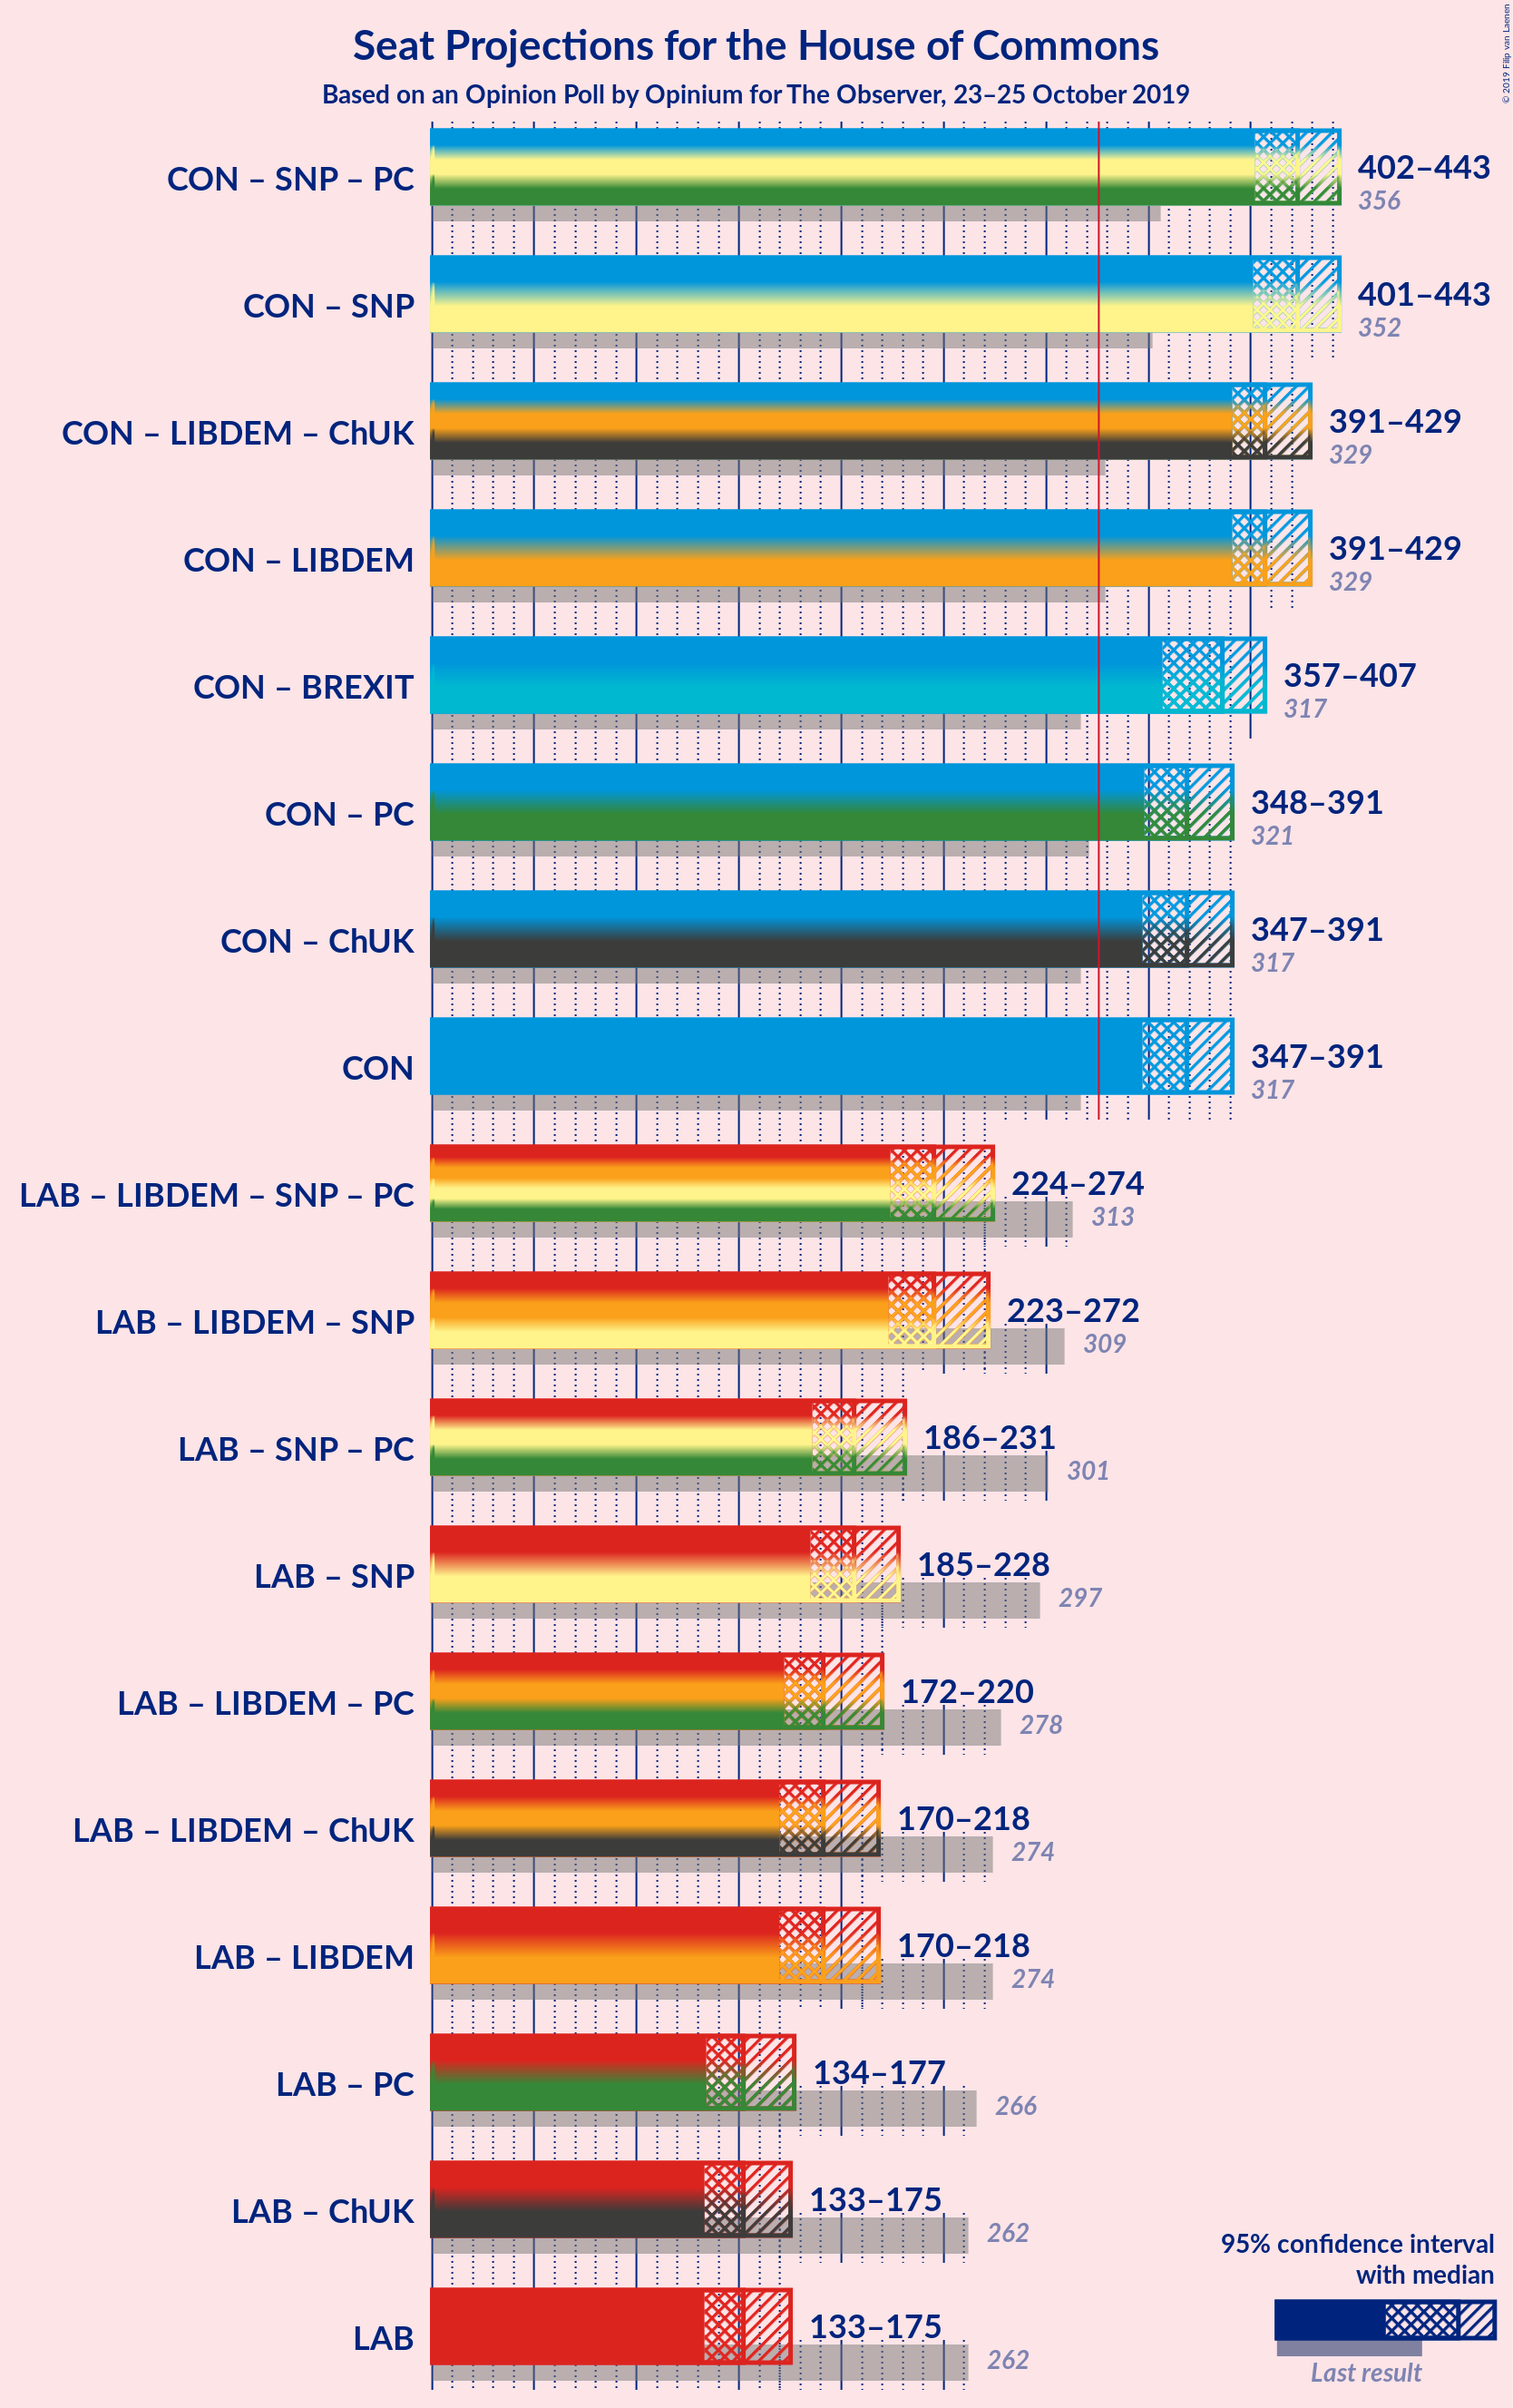 Seat Projections for the House of Commons
Based on an Opinion Poll by Opinium for The Observer, 23–25 October 2019
© 2019 Filip van Laenen
CON – SNP – PC
402–443
356
CON – SNP
401–443
352
CON – LIBDEM – ChUK
391–429
329
CON – LIBDEM
391–429
329
CON – BREXIT
357–407
317
CON – PC
348–391
321
CON – ChUK
347–391
317
CON
347–391
317
LAB – LIBDEM – SNP – PC
224–274
313
LAB – LIBDEM – SNP
223–272
309
LAB – SNP – PC
186–231
301
LAB – SNP
185–228
297
LAB – LIBDEM – PC
172–220
278
LAB – LIBDEM – ChUK
170–218
274
LAB – LIBDEM
170–218
274
LAB – PC
134–177
266
LAB – ChUK
133–175
262
LAB
133–175
262
95% confidence interval
with median
Last result